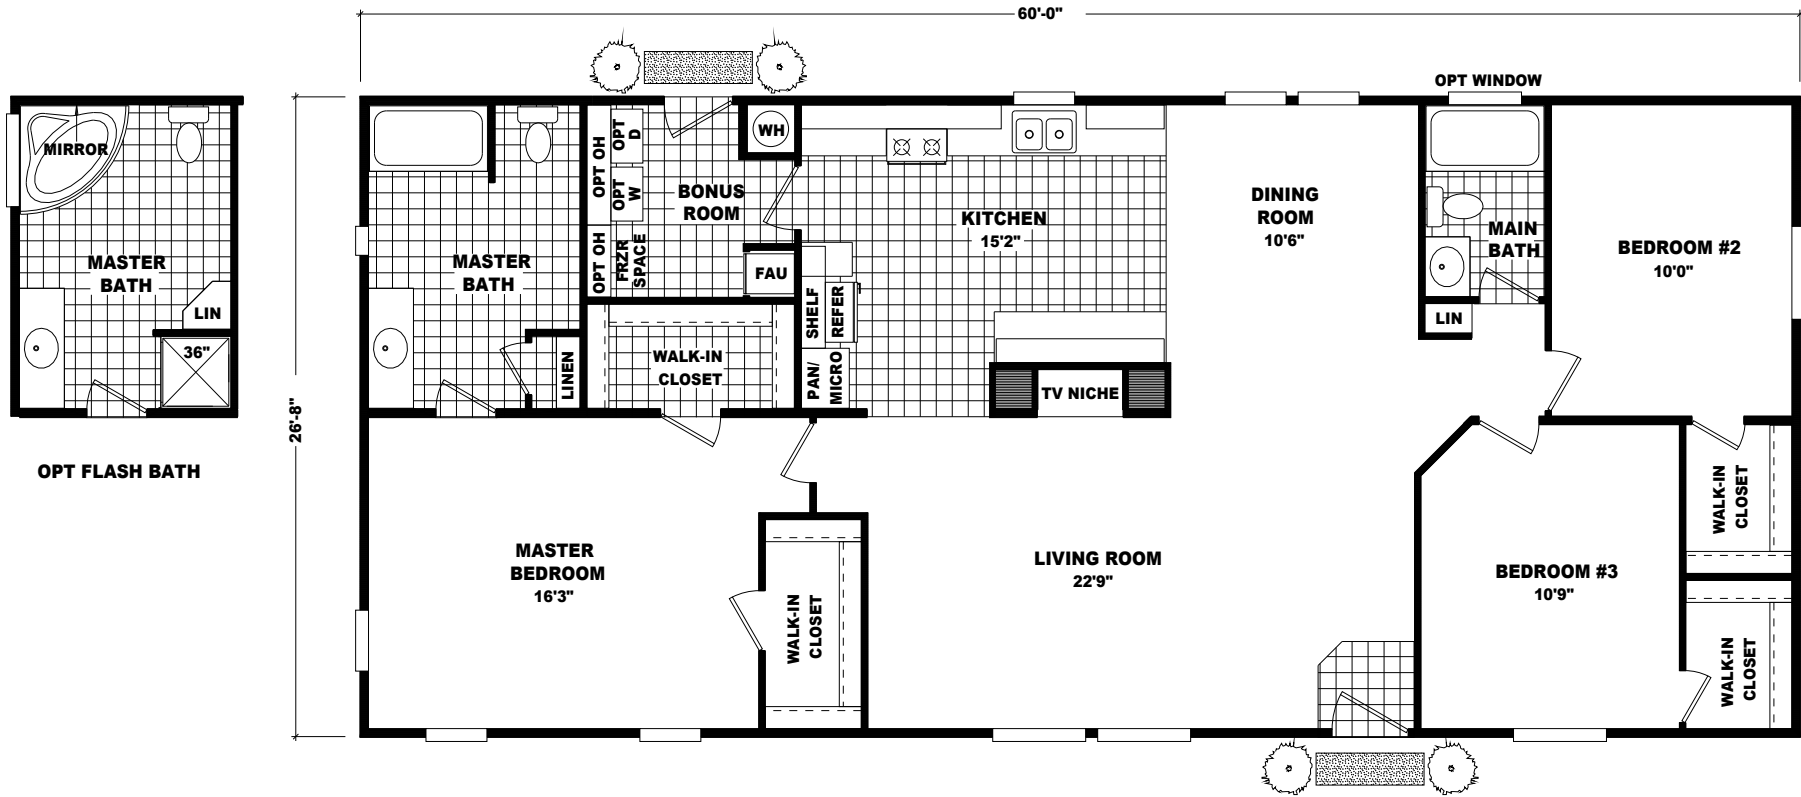 60'-0"
OPT WINDOW
MIRROR
MASTER
BATH
LIN
36"
OPT FLASH BATH
26'-8"
MASTER
BATH
LINEN
OPT OH
OPT
D
OPT
W
OPT OH
FRZR
SPACE
BONUS
ROOM
WH
FAU
WALK-IN
CLOSET
KITCHEN
15'2"
SHELF
REFER
PAN/
MICRO
TV NICHE
DINING
ROOM
10'6"
MAIN
BATH
LIN
BEDROOM #2
10'0"
MASTER
BEDROOM
16'3"
WALK-IN
CLOSET
LIVING ROOM
22'9"
BEDROOM #3
10'9"
WALK-IN
CLOSET
WALK-IN
CLOSET